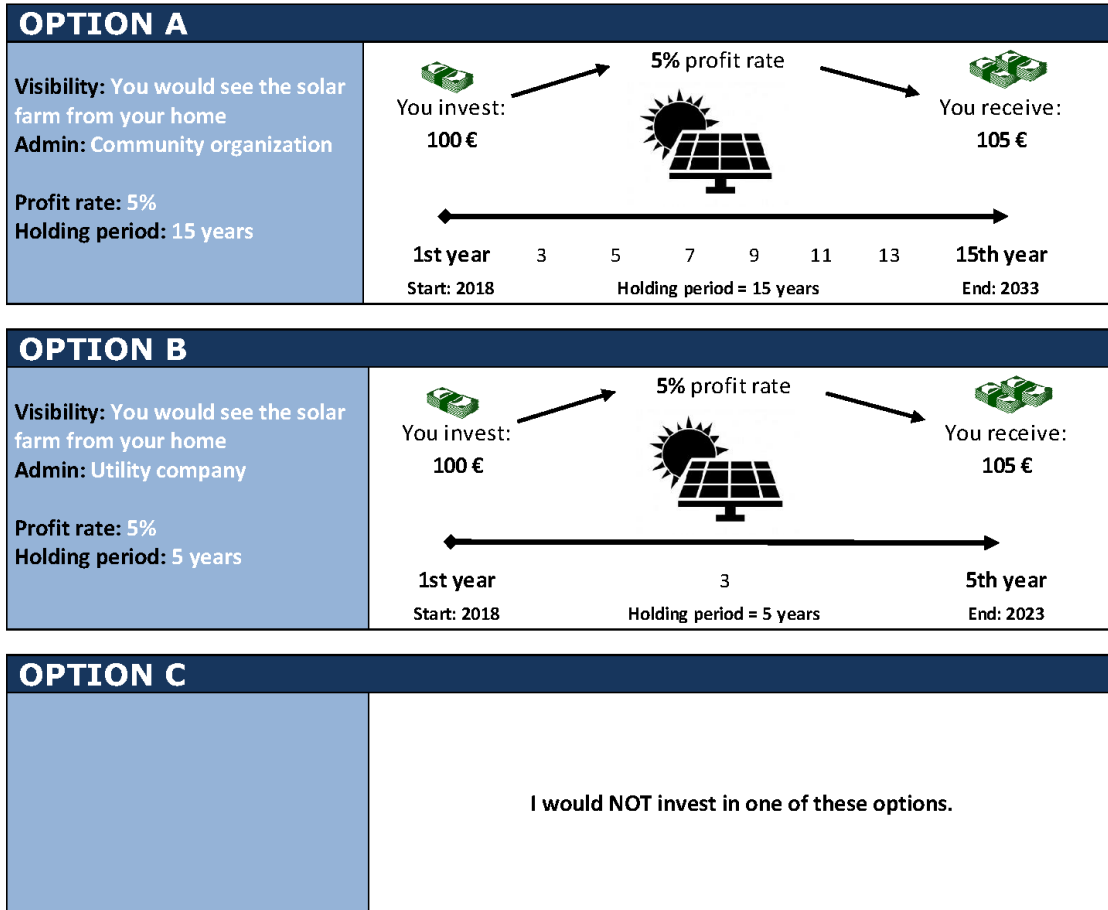 OPTION A
Visibility: You would see the solar
farm from your home
Admin: Community organization
Profit rate: 5%
Holding period: 15 years
5% profit rate
You invest:
100 €
You receive:
105 €
1st year 3 5 7 9 11 13 15th year
Start: 2018 Holding period = 15 years End: 2033
OPTION B
Visibility: You would see the solar
farm from your home
Admin: Utility company
Profit rate: 5%
Holding period: 5 years
5% profit rate
You invest:
100 €
You receive:
105 €
1st year 3 5th year
Start: 2018 Holding period = 5 years End: 2023
OPTION C
I would NOT invest in one of these options.